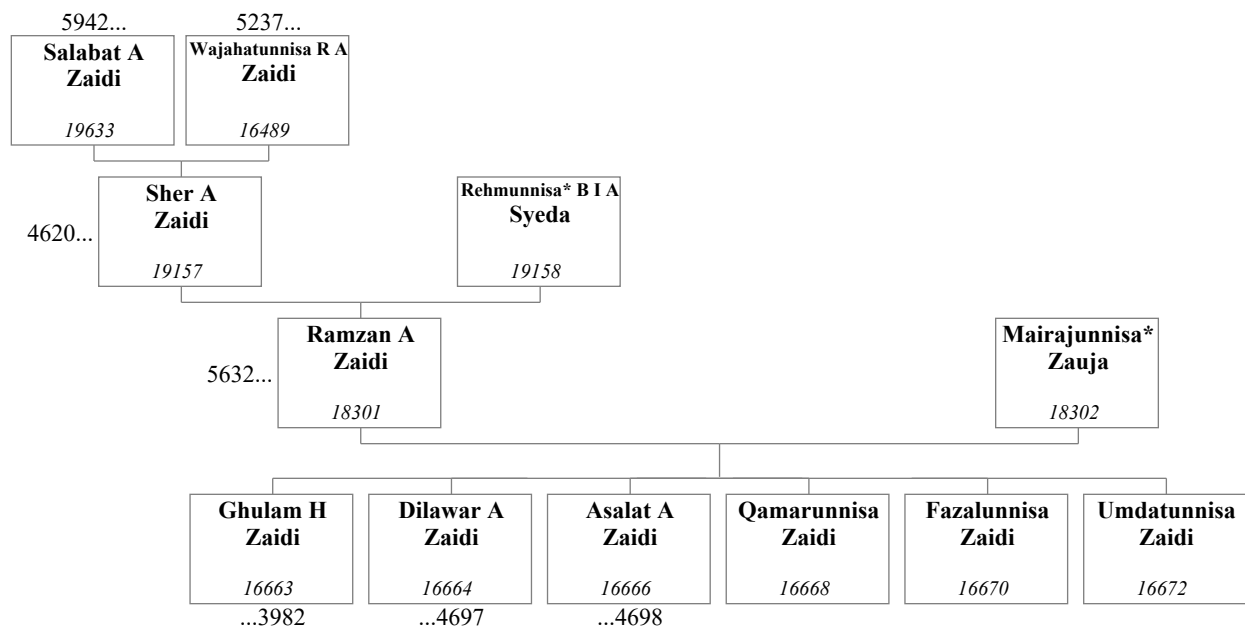 5942... 5237...
Salabat A
Zaidi
19633
Wajahatunnisa R A
Zaidi
16489
4620...
Sher A
Zaidi
19157
Rehmunnisa* B I A
Syeda
19158
5632...
Ramzan A
Zaidi
18301
Mairajunnisa*
Zauja
18302
Ghulam H
Zaidi
16663
...3982
Dilawar A
Zaidi
16664
...4697
Asalat A
Zaidi
16666
...4698
Qamarunnisa
Zaidi
16668
Fazalunnisa
Zaidi
16670
Umdatunnisa
Zaidi
16672